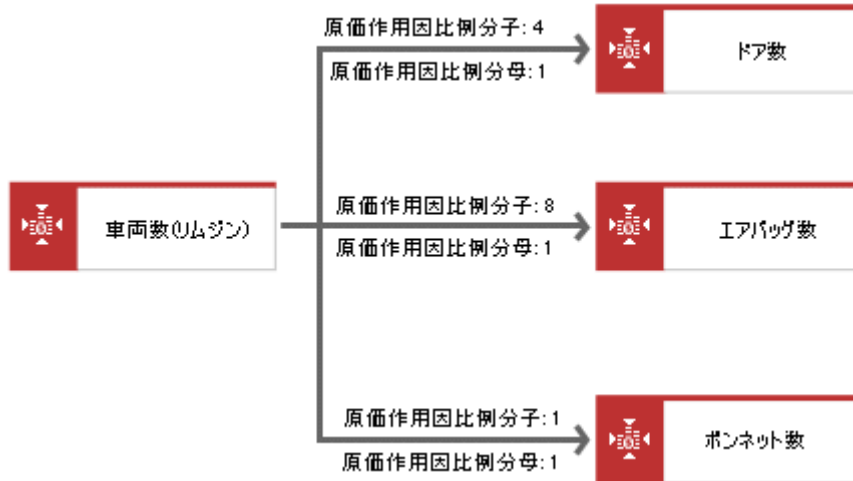 原価作用因比例分子: 4
原価作用因比例分母: 1
ドア数
車両数(リムジン)
原価作用因比例分子: 8
原価作用因比例分母: 1
エアバッグ数
原価作用因比例分子: 1
原価作用因比例分母: 1
ボンネット数